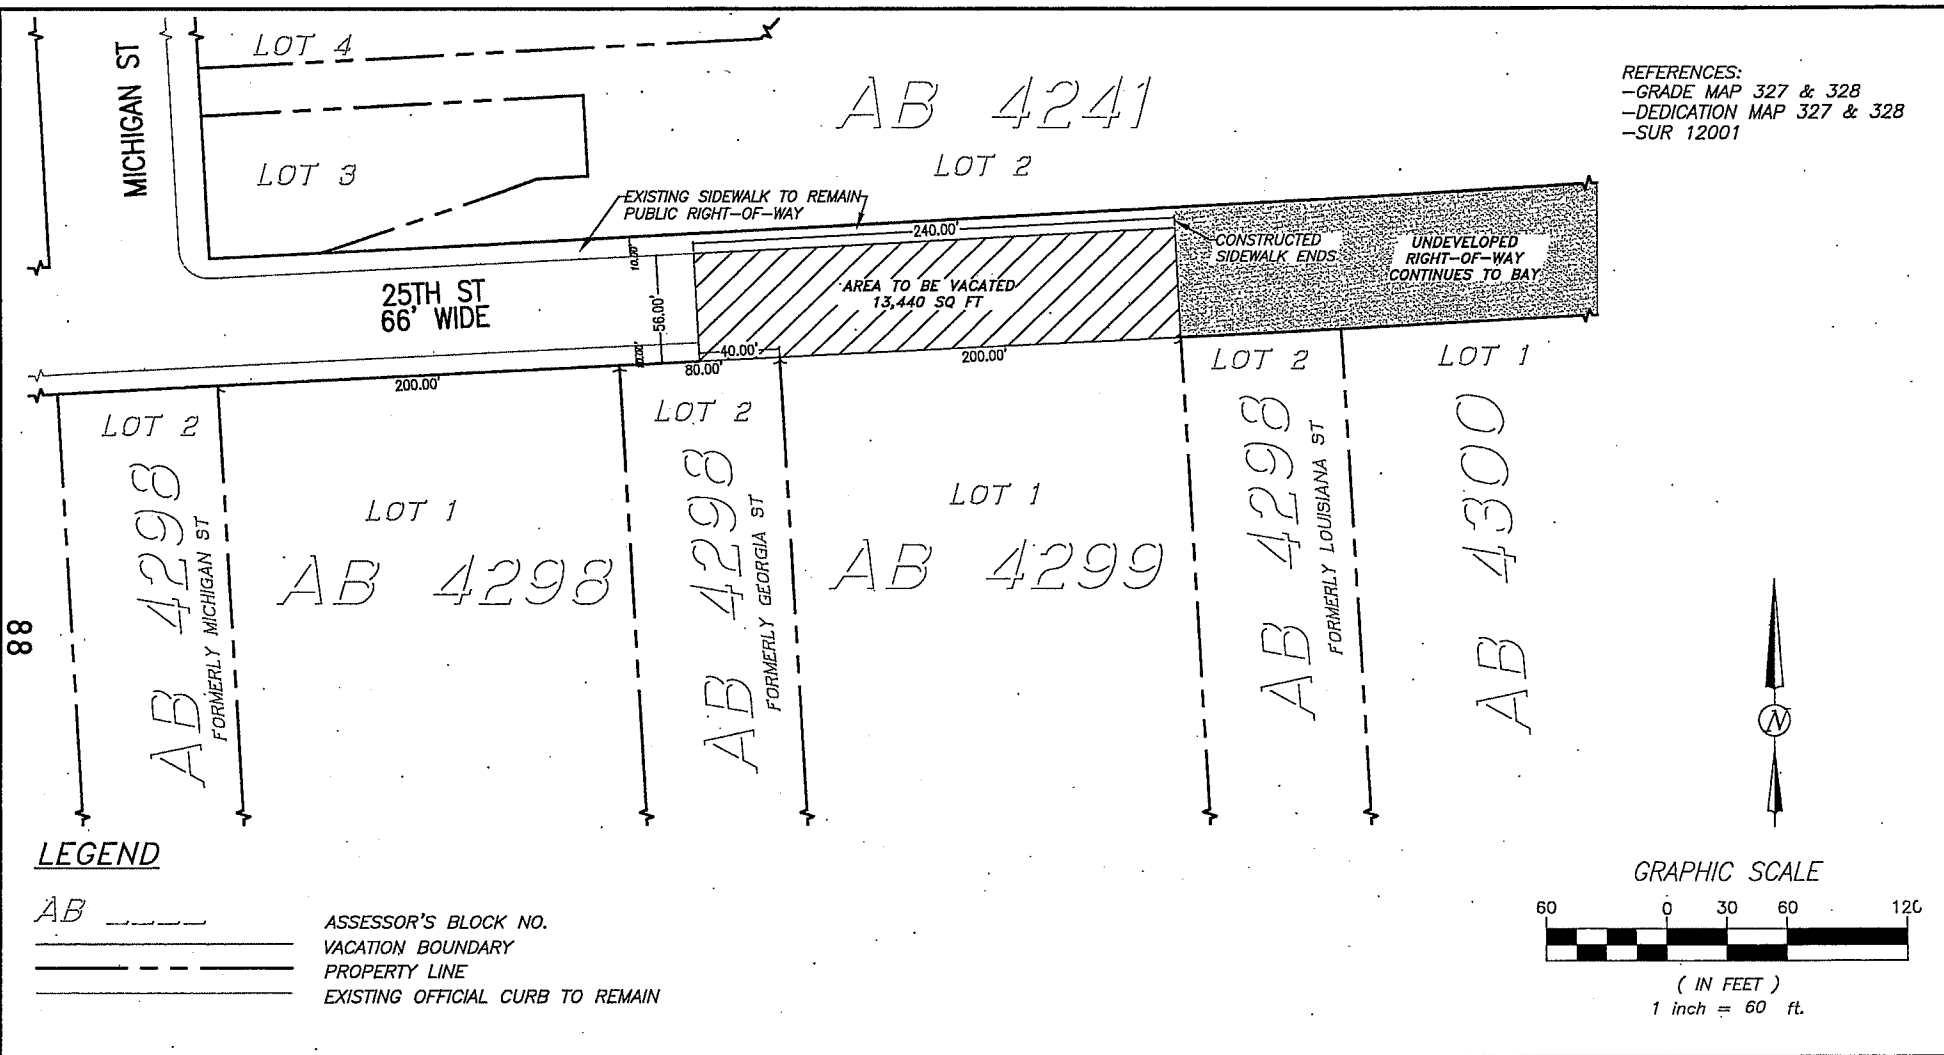 MICHIGAN ST
LOT 4
AB 4241
LOT 3
LOT 2
REFERENCES:
-GRADE MAP 327 & 328
-DEDICATION MAP 327 & 328
-SUR 12001
EXISTING SIDEWALK TO REMAIN
PUBLIC RIGHT-OF-WAY
240.00'
10.00'
CONSTRUCTED
SIDEWALK ENDS
UNDEVELOPED
RIGHT-OF-WAY
CONTINUES TO BAY
25TH ST
66' WIDE
56.00'
AREA TO BE VACATED
13,440 SQ FT
10.00'
40.00'
80.00'
200.00'
200.00'
LOT 2
AB 4298
FORMERLY MICHIGAN ST
LOT 1
AB 4298
LOT 2
AB 4298
FORMERLY GEORGIA ST
LOT 1
AB 4299
LOT 2
AB 4298
FORMERLY LOUISIANA ST
LOT 1
AB 4300
88
N
LEGEND
AB ____ ASSESSOR'S BLOCK NO.
VACATION BOUNDARY
PROPERTY LINE
EXISTING OFFICIAL CURB TO REMAIN
GRAPHIC SCALE
60 0 30 60 120
( IN FEET )
1 inch = 60 ft.